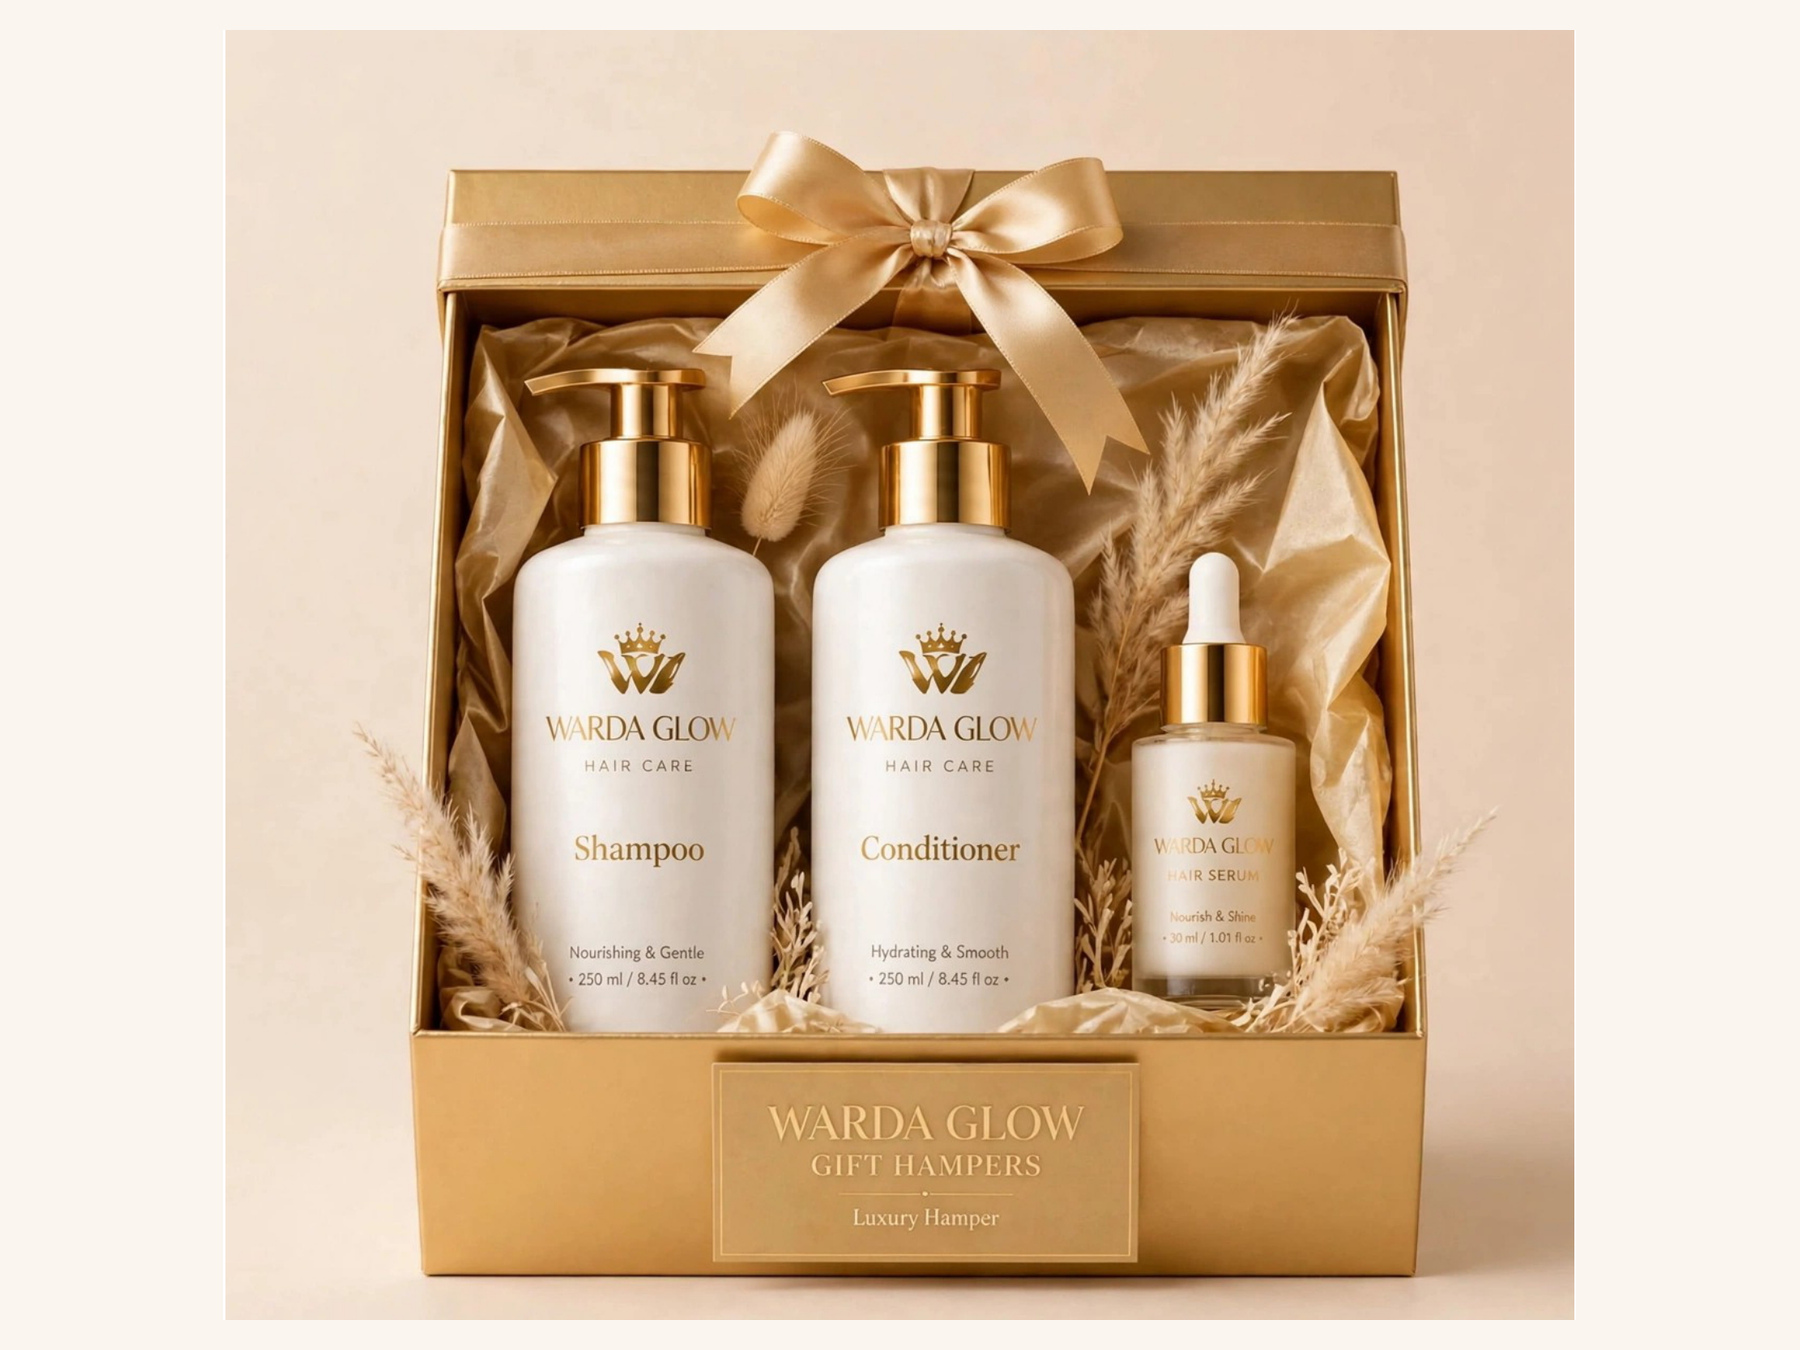 WARDA GLOW
HAIR CARE
Shampoo
Nourishing & Gentle
• 250 ml / 8.45 fl oz •
WARDA GLOW
HAIR CARE
Conditioner
Hydrating & Smooth
• 250 ml / 8.45 fl oz •
WARDA GLOW
HAIR SERUM
Nourish & Shine
• 30 ml / 1.01 fl oz •
WARDA GLOW
GIFT HAMPERS
Luxury Hamper